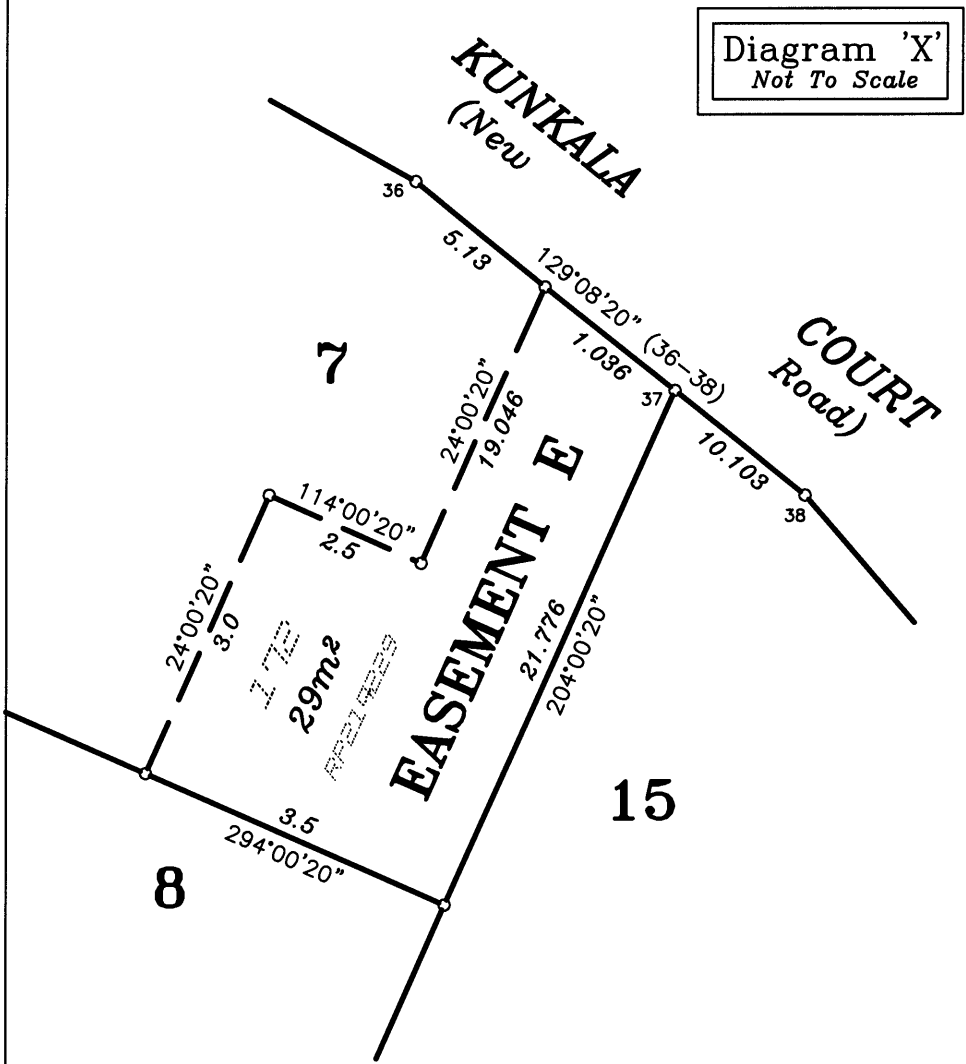 Diagram 'X'
Not To Scale
KUNKALA
(New
36
5.13
129°08'20" (36–38)
1.036
COURT
Road)
7
37
24°00'20"
19.046
10.103
38
114°00'20"
2.5
EASEMENT E
24°00'20"
3.0
21.776
204°00'20"
172
29m²
RP214229
15
3.5
294°00'20"
8